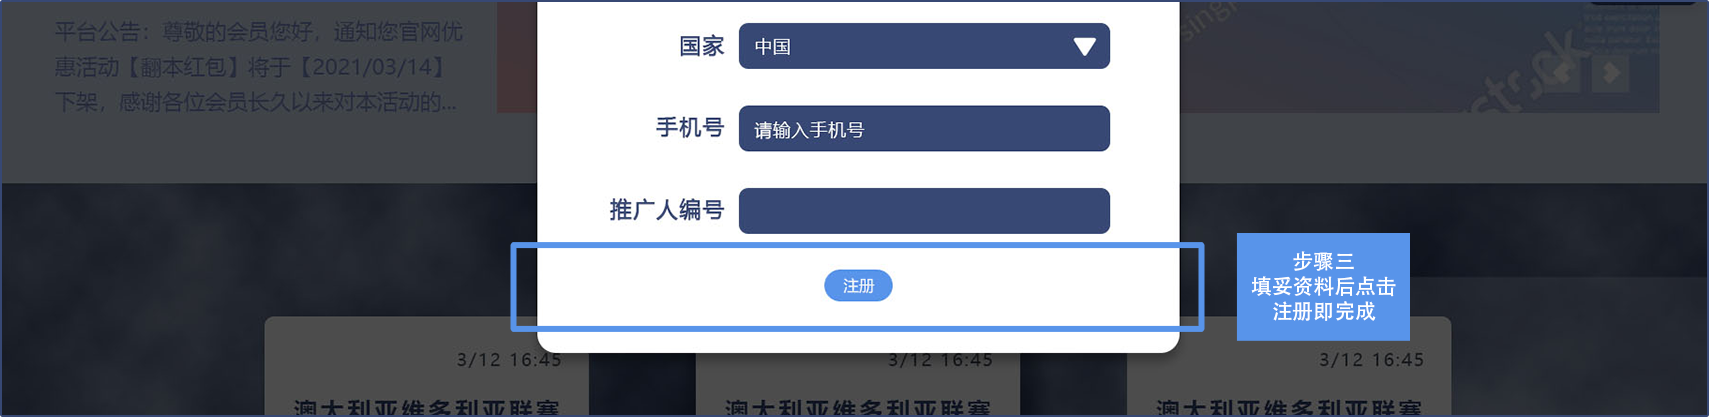 平台公告：尊敬的会员您好，通知您官网优
惠活动【翻本红包】将于【2021/03/14】
下架，感谢各位会员长久以来对本活动的...
国家
中国
手机号
请输入手机号
推广人编号
注册
步骤三
填妥资料后点击
注册即完成
3/12 16:45
澳大利亚维多利亚联赛
3/12 16:45
澳大利亚维多利亚联赛
3/12 16:45
澳大利亚维多利亚联赛